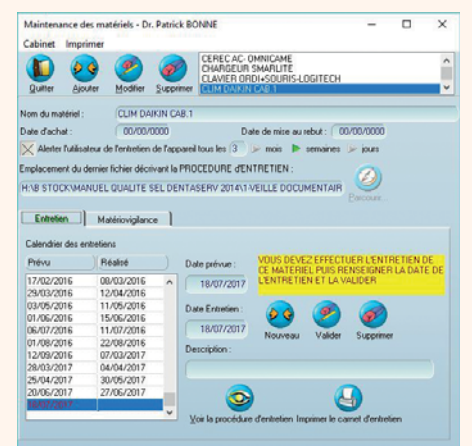 Maintenance des matériels - Dr. Patrick BONNE
Cabinet Imprimer
Quitter Ajouter Modifier Supprimer
CEREC AC- OMNICAME
CHARGEUR SMARLITE
CLAVIER ORDI+SOURIS-LOGITECH
CLIM DAIKIN CAB.1
Nom du matériel : CLIM DAIKIN CAB.1
Date d'achat : 00/00/0000 Date de mise au rebut : 00/00/0000
Alerter l'utilisateur de l'entretien de l'appareil tous les 3 mois semaines jours
Emplacement du dernier fichier décrivant la PROCEDURE d'ENTRETIEN :
H:\B STOCK\MANUEL QUALITE SEL DENTASERV 2014\1-VEILLE DOCUMENTAIR
Parcourir...
Entretien Matériovigilance
Calendrier des entretiens
Prévu Réalisé
17/02/2016 08/03/2016
29/03/2016 12/04/2016
03/05/2016 11/05/2016
01/06/2016 15/06/2016
06/07/2016 11/07/2016
01/08/2016 22/08/2016
12/09/2016 07/03/2017
28/03/2017 04/04/2017
25/04/2017 30/05/2017
20/06/2017 27/06/2017
18/07/2017
Date prévue :
18/07/2017
VOUS DEVEZ EFFECTUER L'ENTRETIEN DE
CE MATERIEL PUIS RENSEIGNER LA DATE DE
L'ENTRETIEN ET LA VALIDER
Date Entretien :
18/07/2017
Nouveau Valider Supprimer
Description :
Voir la procédure d'entretien Imprimer le carnet d'entretien